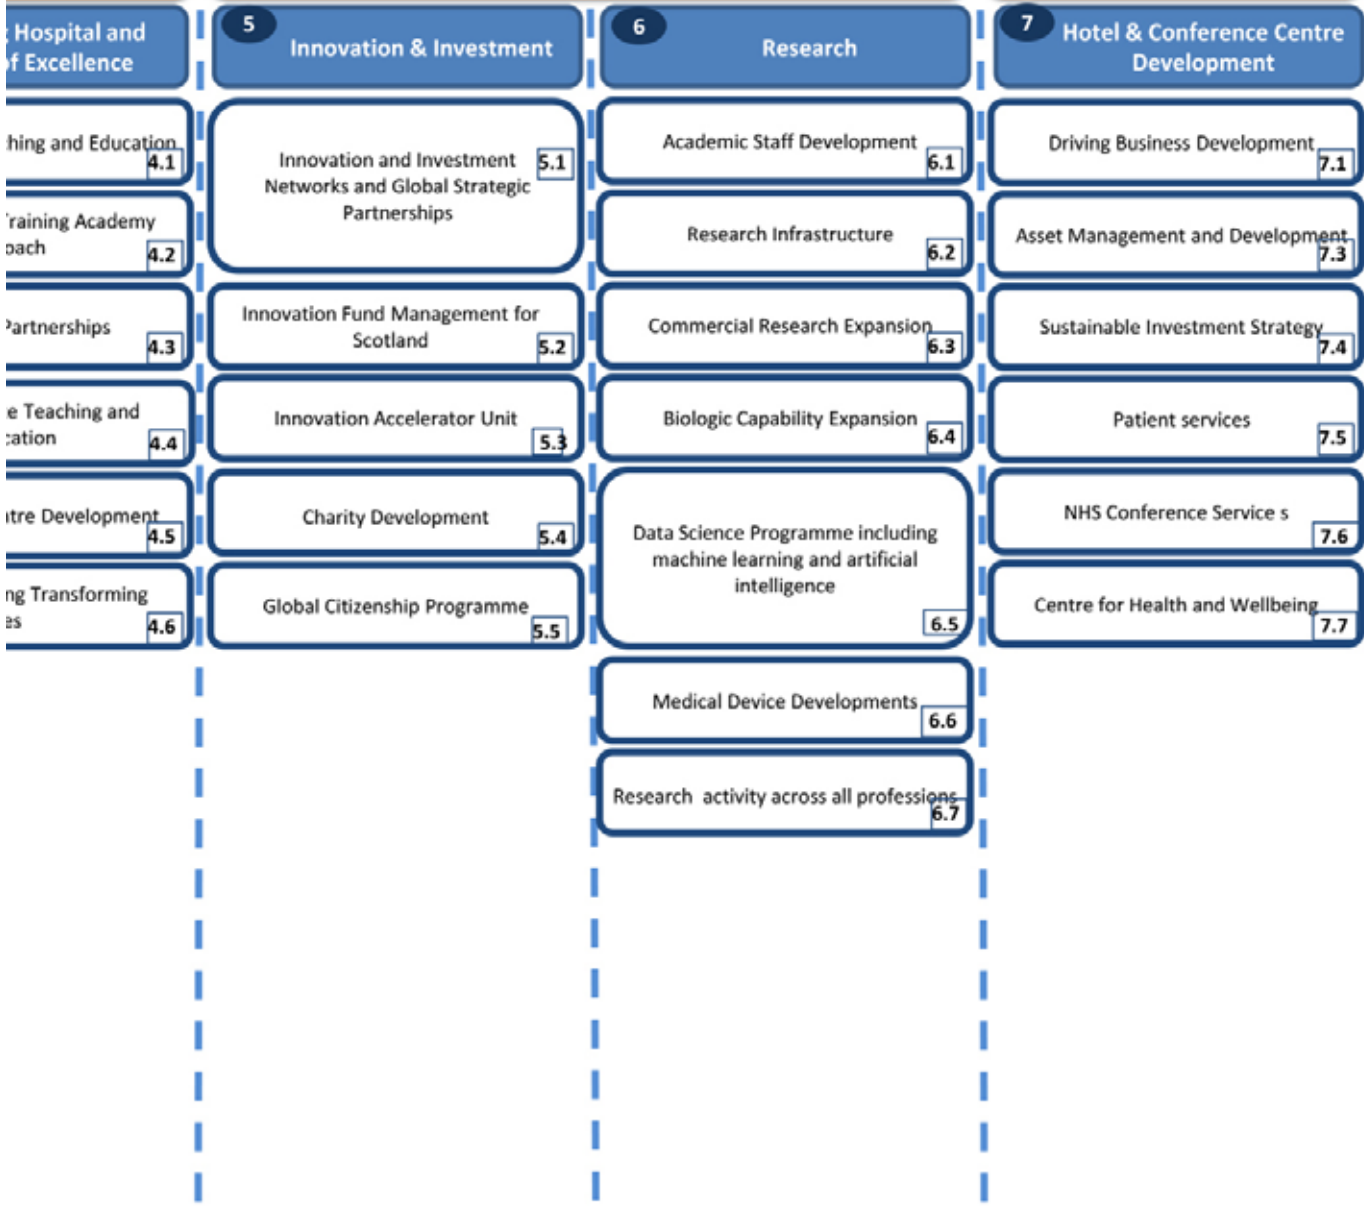 Hospital and
of Excellence
hing and Education
4.1
Training Academy
oach
4.2
Partnerships
4.3
e Teaching and
cation
4.4
tre Development
4.5
ng Transforming
es
4.6
5
Innovation & Investment
Innovation and Investment
Networks and Global Strategic
Partnerships
5.1
Innovation Fund Management for
Scotland
5.2
Innovation Accelerator Unit
5.3
Charity Development
5.4
Global Citizenship Programme
5.5
6
Research
Academic Staff Development
6.1
Research Infrastructure
6.2
Commercial Research Expansion
6.3
Biologic Capability Expansion
6.4
Data Science Programme including
machine learning and artificial
intelligence
6.5
Medical Device Developments
6.6
Research activity across all professions
6.7
7
Hotel & Conference Centre
Development
Driving Business Development
7.1
Asset Management and Development
7.3
Sustainable Investment Strategy
7.4
Patient services
7.5
NHS Conference Service s
7.6
Centre for Health and Wellbeing
7.7